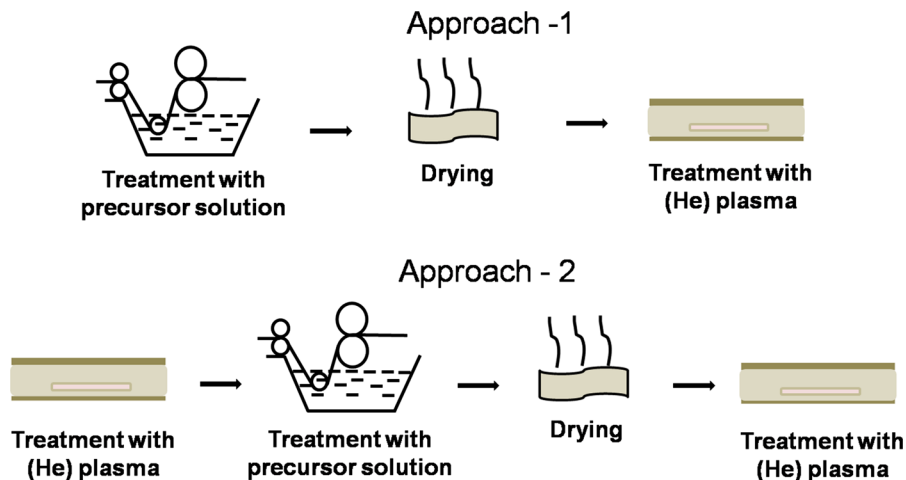 Approach -1
Treatment with
precursor solution
Drying
Treatment with
(He) plasma
Approach - 2
Treatment with
(He) plasma
Treatment with
precursor solution
Drying
Treatment with
(He) plasma